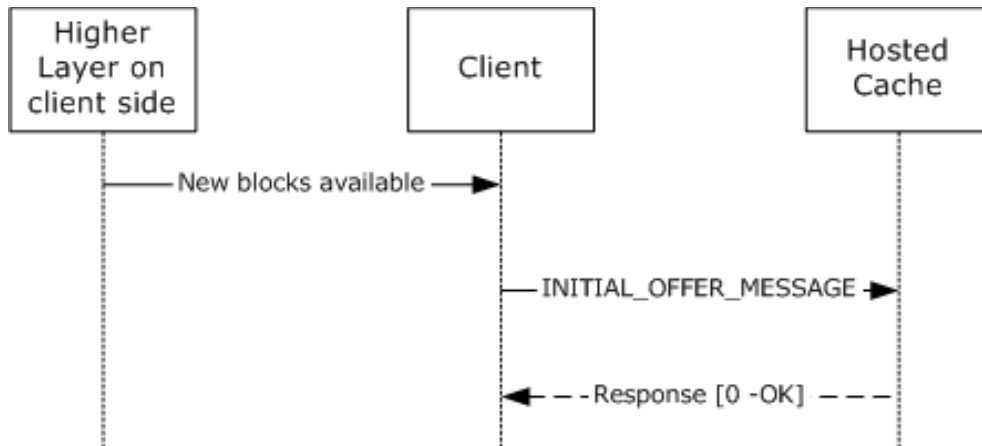 Higher
Layer on
client side
Client
Hosted
Cache
New blocks available
INITIAL_OFFER_MESSAGE
Response [0 -OK]